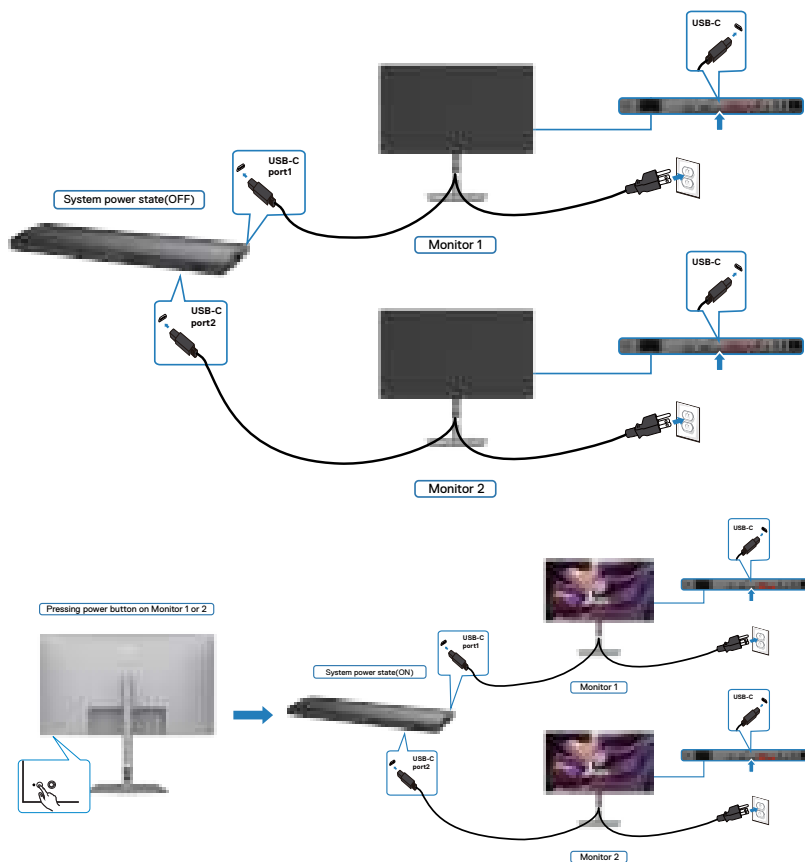 USB-C
USB-C
port1
System power state(OFF)
Monitor 1
USB-C
USB-C
port2
Monitor 2
USB-C
Pressing power button on Monitor 1 or 2
USB-C
port1
System power state(ON)
Monitor 1
USB-C
USB-C
port2
Monitor 2